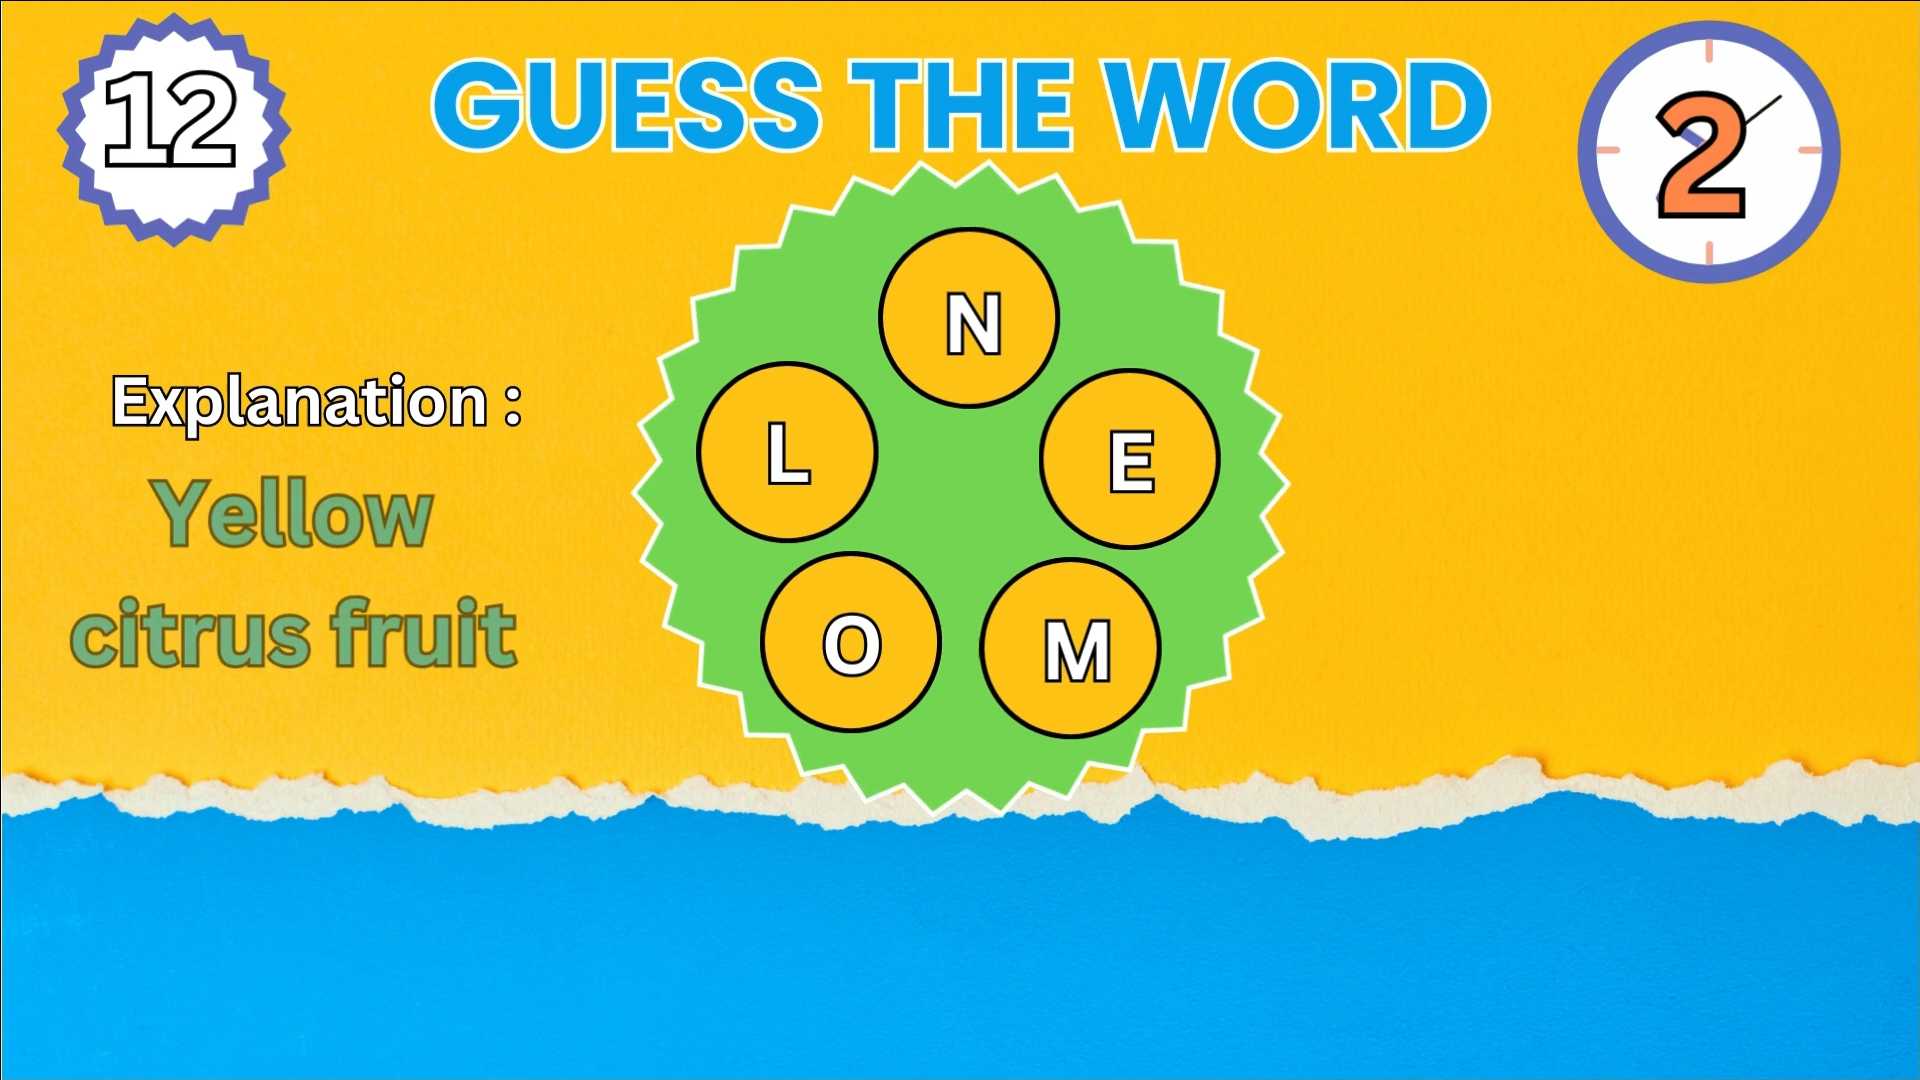 12
GUESS THE WORD
2
N
L
E
Explanation :
Yellow
citrus fruit
O
M